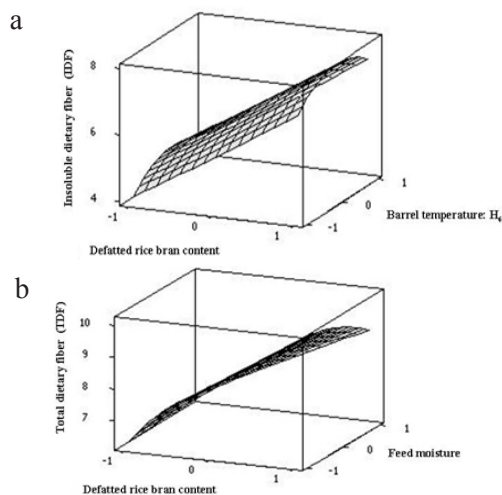 a
Insoluble dietary fiber (IDF)
8
6
4
-1
0
1
Defatted rice bran content
-1
0
1
Barrel temperature: H₆
b
Total dietary fiber (TDF)
10
9
8
7
-1
0
1
Defatted rice bran content
-1
0
1
Feed moisture